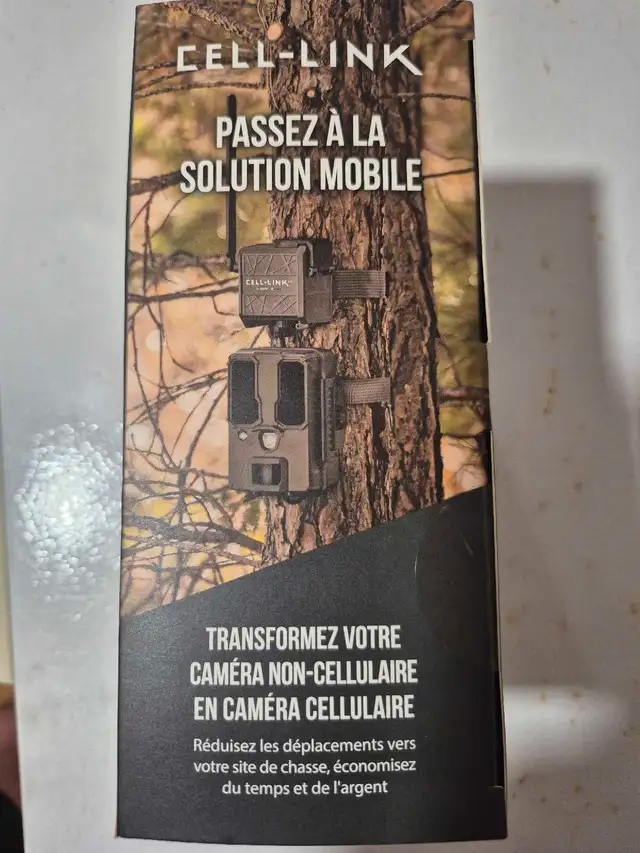 CELL-LINK
PASSEZ À LA
SOLUTION MOBILE
CELL-LINK
TRANSFORMEZ VOTRE
CAMÉRA NON-CELLULAIRE
EN CAMÉRA CELLULAIRE
Réduisez les déplacements vers
votre site de chasse, économisez
du temps et de l'argent